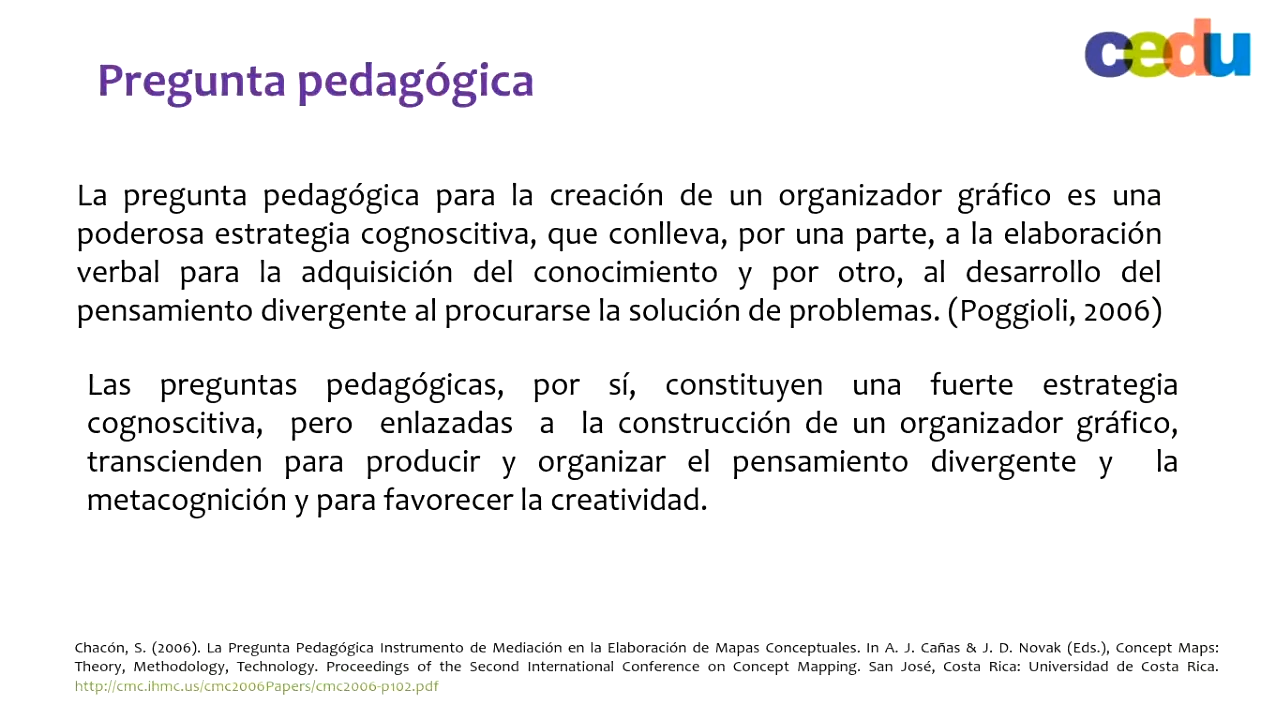 cedu
Pregunta pedagógica
La pregunta pedagógica para la creación de un organizador gráfico es una
poderosa estrategia cognoscitiva, que conlleva, por una parte, a la elaboración
verbal para la adquisición del conocimiento y por otro, al desarrollo del
pensamiento divergente al procurarse la solución de problemas. (Poggioli, 2006)
Las preguntas pedagógicas, por sí, constituyen una fuerte estrategia
cognoscitiva, pero enlazadas a la construcción de un organizador gráfico,
transcienden para producir y organizar el pensamiento divergente y la
metacognición y para favorecer la creatividad.
Chacón, S. (2006). La Pregunta Pedagógica Instrumento de Mediación en la Elaboración de Mapas Conceptuales. In A. J. Cañas & J. D. Novak (Eds.), Concept Maps:
Theory, Methodology, Technology. Proceedings of the Second International Conference on Concept Mapping. San José, Costa Rica: Universidad de Costa Rica.
http://cmc.ihmc.us/cmc2006Papers/cmc2006-p102.pdf